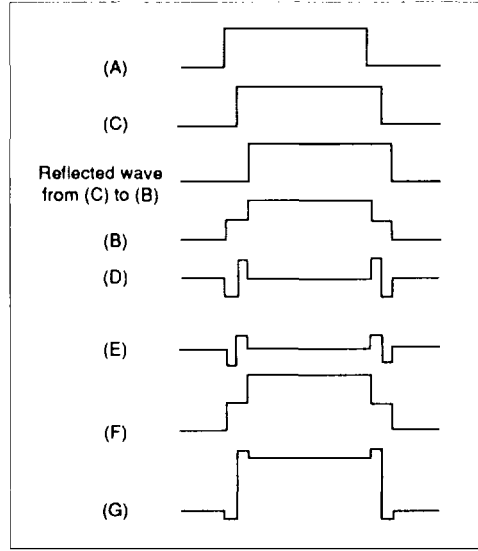 (A)
(C)
Reflected wave
from (C) to (B)
(B)
(D)
(E)
(F)
(G)